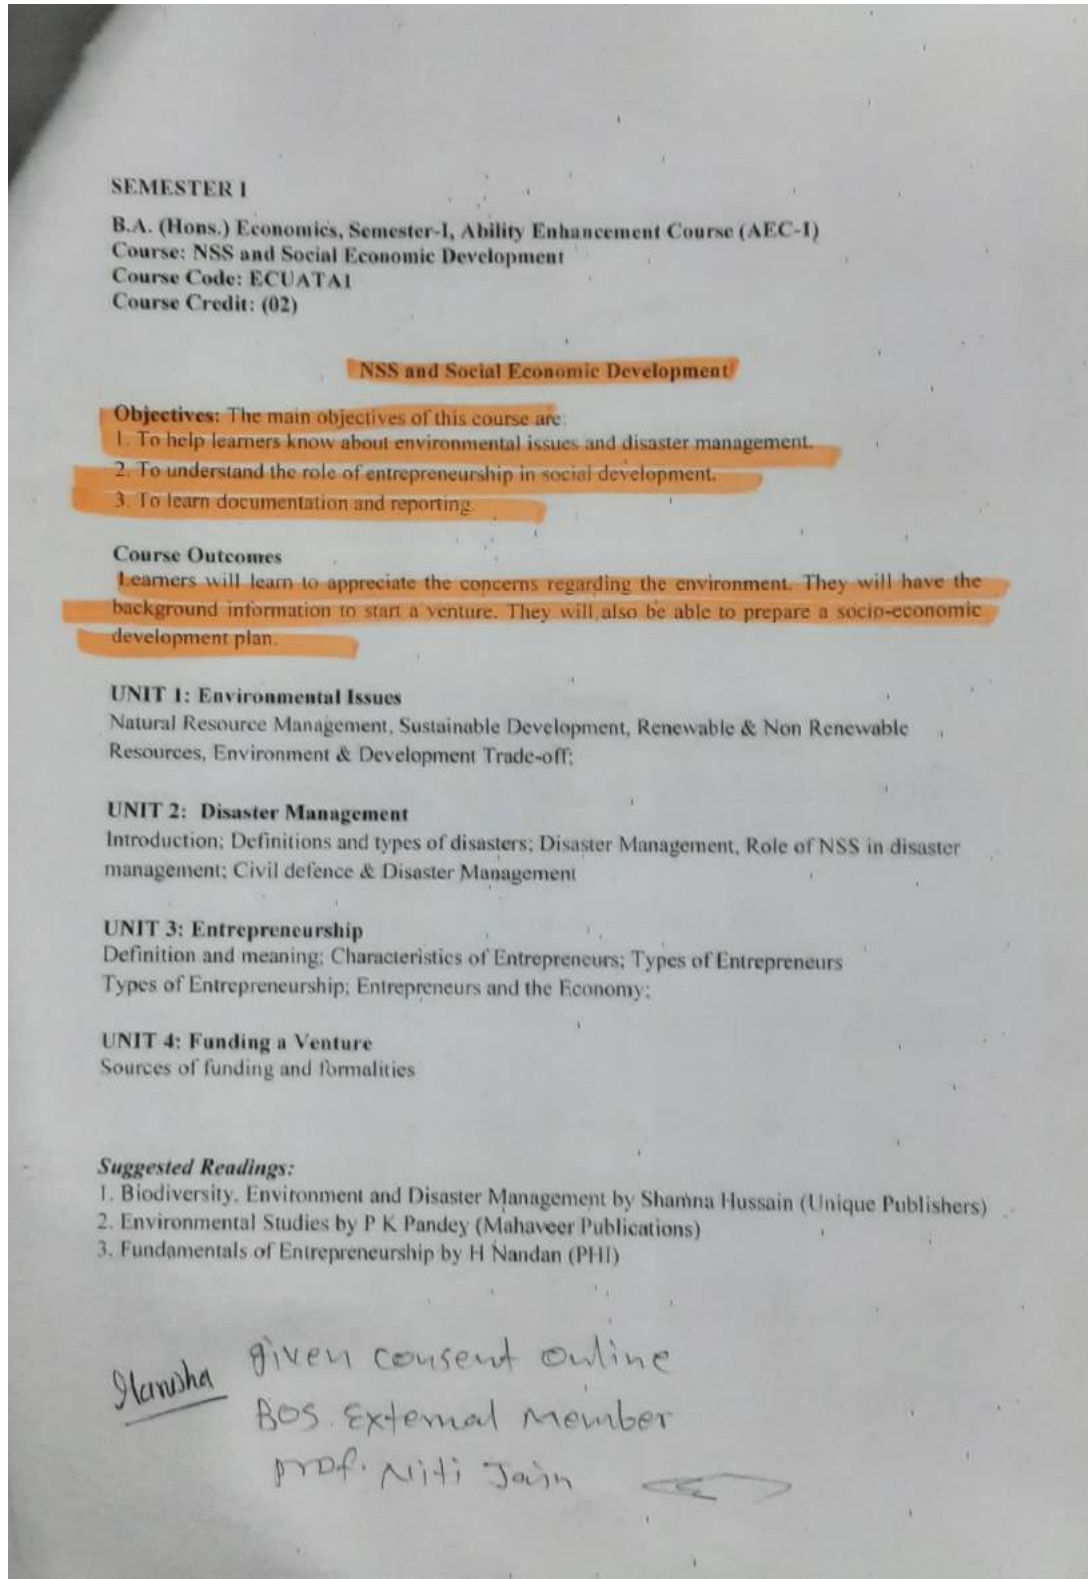 SEMESTER I
B.A. (Hons.) Economics, Semester-I, Ability Enhancement Course (AEC-I)
Course: NSS and Social Economic Development
Course Code: ECUATA1
Course Credit: (02)
NSS and Social Economic Development
Objectives: The main objectives of this course are:
1. To help learners know about environmental issues and disaster management.
2. To understand the role of entrepreneurship in social development.
3. To learn documentation and reporting.
Course Outcomes
Learners will learn to appreciate the concerns regarding the environment. They will have the
background information to start a venture. They will also be able to prepare a socio-economic
development plan.
UNIT 1: Environmental Issues
Natural Resource Management, Sustainable Development, Renewable & Non Renewable
Resources, Environment & Development Trade-off;
UNIT 2: Disaster Management
Introduction; Definitions and types of disasters; Disaster Management, Role of NSS in disaster
management; Civil defence & Disaster Management
UNIT 3: Entrepreneurship
Definition and meaning; Characteristics of Entrepreneurs; Types of Entrepreneurs
Types of Entrepreneurship; Entrepreneurs and the Economy;
UNIT 4: Funding a Venture
Sources of funding and formalities
Suggested Readings:
1. Biodiversity, Environment and Disaster Management by Shamna Hussain (Unique Publishers)
2. Environmental Studies by P K Pandey (Mahaveer Publications)
3. Fundamentals of Entrepreneurship by H Nandan (PHI)
given consent online
BOS External Member
prof. Niti Jain